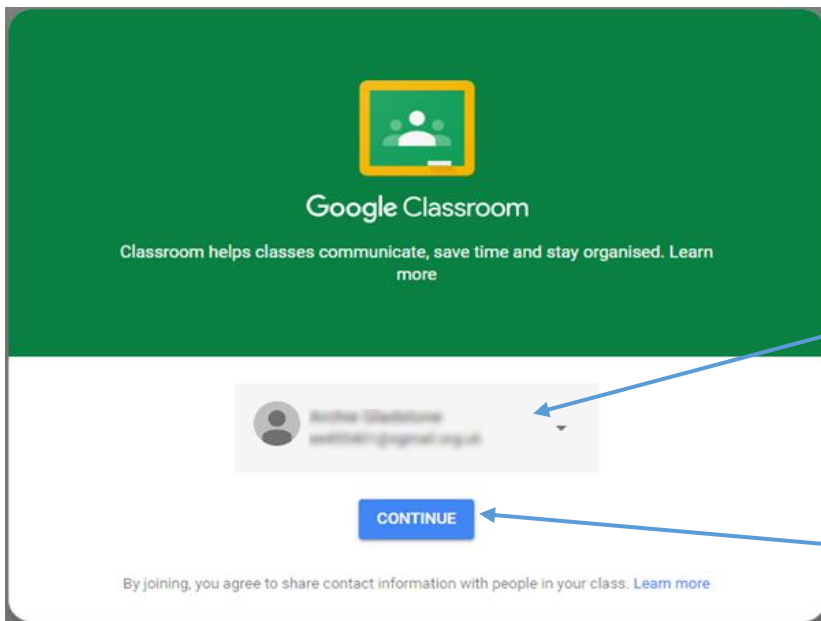 Google Classroom
Classroom helps classes communicate, save time and stay organised. Learn
more
CONTINUE
By joining, you agree to share contact information with people in your class. Learn more